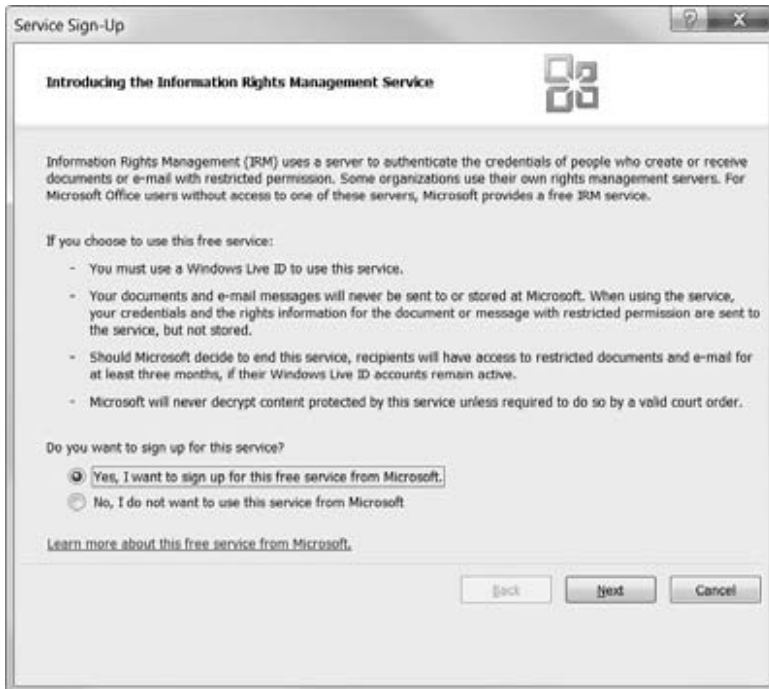 Service Sign-Up
Introducing the Information Rights Management Service
Information Rights Management (IRM) uses a server to authenticate the credentials of people who create or receive
documents or e-mail with restricted permission. Some organizations use their own rights management servers. For
Microsoft Office users without access to one of these servers, Microsoft provides a free IRM service.
If you choose to use this free service:
- You must use a Windows Live ID to use this service.
- Your documents and e-mail messages will never be sent to or stored at Microsoft. When using the service,
your credentials and the rights information for the document or message with restricted permission are sent to
the service, but not stored.
- Should Microsoft decide to end this service, recipients will have access to restricted documents and e-mail for
at least three months, if their Windows Live ID accounts remain active.
- Microsoft will never decrypt content protected by this service unless required to do so by a valid court order.
Do you want to sign up for this service?
Yes, I want to sign up for this free service from Microsoft.
No, I do not want to use this service from Microsoft
Learn more about this free service from Microsoft.
Back Next Cancel